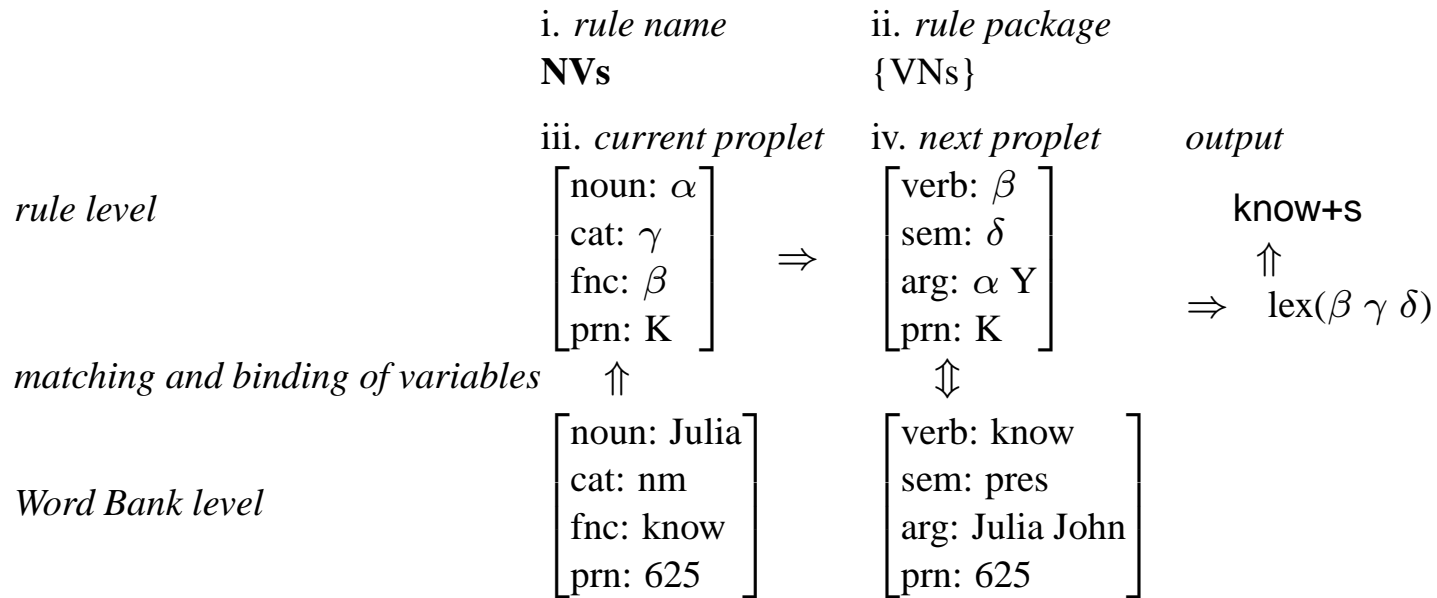 i. rule name ii. rule package
NVs {VNs}
iii. current proplet iv. next proplet output
rule level
noun: α
cat: γ
fnc: β
prn: K
⇒
verb: β
sem: δ
arg: α Y
prn: K
know+s
⇑
⇒ lex(β γ δ)
matching and binding of variables ⇑ ⇕
Word Bank level
noun: Julia
cat: nm
fnc: know
prn: 625
verb: know
sem: pres
arg: Julia John
prn: 625